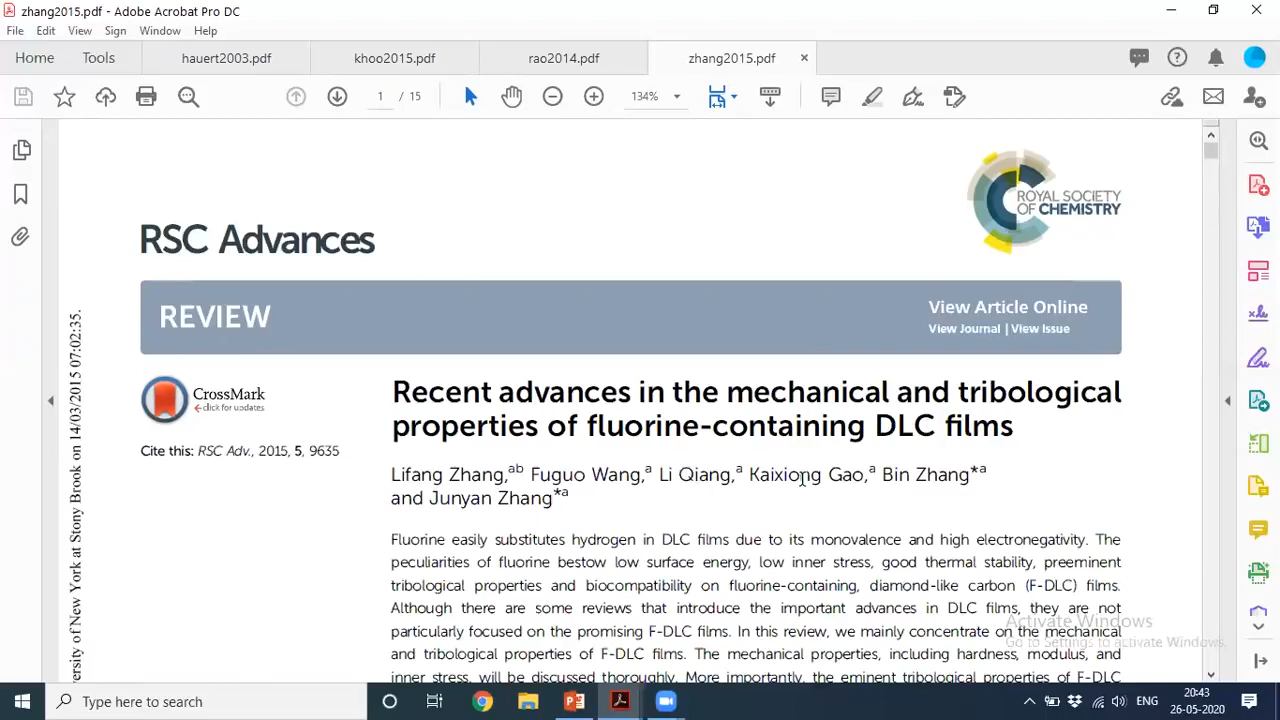 zhang2015.pdf - Adobe Acrobat Pro DC
File Edit View Sign Window Help
Home Tools hauert2003.pdf khoo2015.pdf rao2014.pdf zhang2015.pdf ×
1 / 15 134%
ROYAL SOCIETY
OF CHEMISTRY
RSC Advances
REVIEW
View Article Online
View Journal | View Issue
CrossMark
click for updates
Cite this: RSC Adv., 2015, 5, 9635
Recent advances in the mechanical and tribological
properties of fluorine-containing DLC films
Lifang Zhang,ab Fuguo Wang,a Li Qiang,a Kaixiong Gao,a Bin Zhang*a
and Junyan Zhang*a
Fluorine easily substitutes hydrogen in DLC films due to its monovalence and high electronegativity. The
peculiarities of fluorine bestow low surface energy, low inner stress, good thermal stability, preeminent
tribological properties and biocompatibility on fluorine-containing, diamond-like carbon (F-DLC) films.
Although there are some reviews that introduce the important advances in DLC films, they are not
particularly focused on the promising F-DLC films. In this review, we mainly concentrate on the mechanical
and tribological properties of F-DLC films. The mechanical properties, including hardness, modulus, and
inner stress, will be discussed thoroughly. More importantly, the eminent tribological properties of F-DLC
ersity of New York at Stony Brook on 14/03/2015 07:02:35.
Activate Windows
Go to Settings to activate Windows.
Type here to search
ENG
20:43
26-05-2020